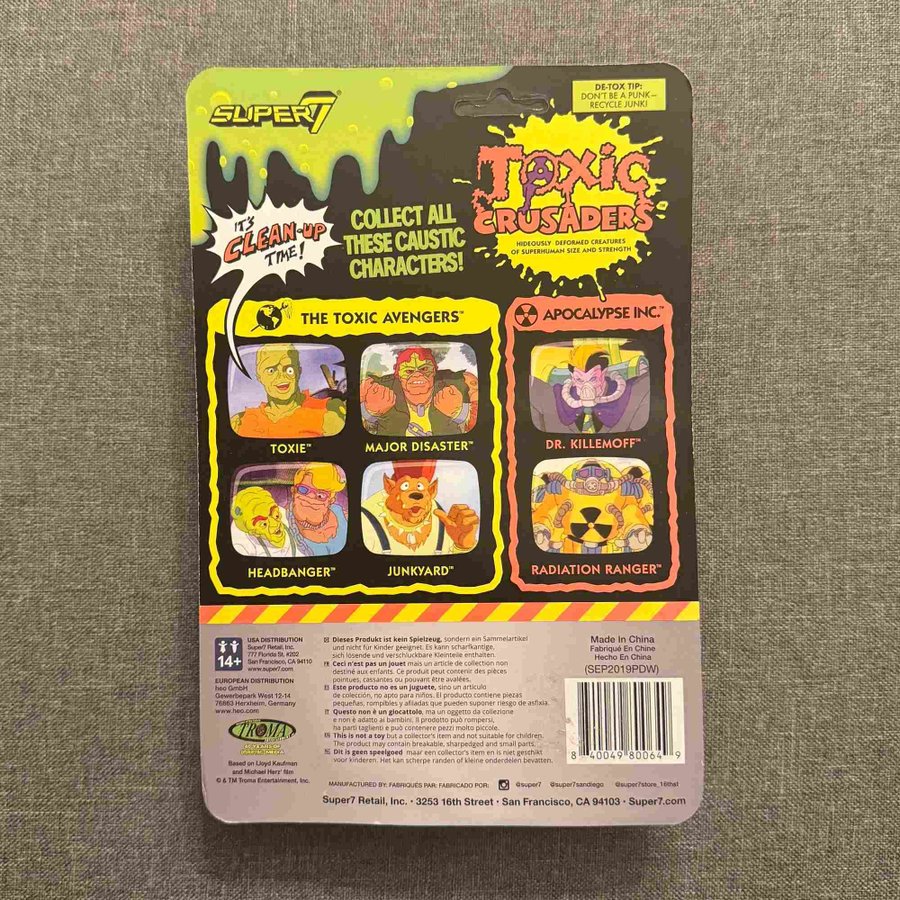 SUPER7®
DE-TOX TIP:
DON'T BE A PUNK—
RECYCLE JUNK!
TOXIC
CRUSADERS™
HIDEOUSLY DEFORMED CREATURES
OF SUPERHUMAN SIZE AND STRENGTH
IT'S
CLEAN-UP
TIME!
COLLECT ALL
THESE CAUSTIC
CHARACTERS!
THE TOXIC AVENGERS™
TOXIE™
MAJOR DISASTER™
HEADBANGER™
JUNKYARD™
APOCALYPSE INC.™
DR. KILLEMOFF™
RADIATION RANGER™
14+
USA DISTRIBUTION
Super7 Retail, Inc.
777 Florida St, #202
San Francisco, CA 94110
www.super7.com
EUROPEAN DISTRIBUTION
heo GmbH
Gewerbepark West 12-14
76863 Herxheim, Germany
www.heo.com
TROMA
Based on Lloyd Kaufman
and Michael Herz' film
© & TM Troma Entertainment, Inc.
Dieses Produkt ist kein Spielzeug, sondern ein Sammelartikel
und nicht für Kinder geeignet. Es kann scharfkantige,
sich lösende und verschluckbare Kleinteile enthalten.
Ceci n'est pas un jouet mais un article de collection non
destiné aux enfants. Ce produit peut contenir des pièces
pointues, cassables ou pouvant être avalées.
Este producto no es un juguete, sino un artículo
de colección, no apto para niños. El producto contiene piezas
pequeñas, rompibles y afiladas que pueden suponer riesgo de asfixia.
Questo non è un giocattolo, ma un oggetto da collezione
e non è adatto ai bambini. Il prodotto può rompersi,
ha parti taglienti e può contenere pezzi molto piccoli.
This is not a toy but a collector's item and not suitable for children.
The product may contain breakable, sharpedged and small parts.
Dit is geen speelgoed maar een collector's item en is niet geschikt
voor kinderen. Het kan scherpe randen of kleine onderdelen bevatten.
Made In China
Fabriqué En Chine
Hecho En China
(SEP2019PDW)
8 40049 80064 9
MANUFACTURED BY: FABRIQUÉS PAR: FABRICADO POR: @super7 @super7sandiego @super7store_16thst
Super7 Retail, Inc. • 3253 16th Street • San Francisco, CA 94103 • Super7.com